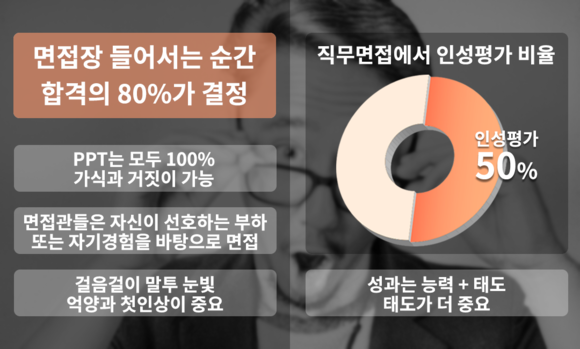 면접장 들어서는 순간
합격의 80%가 결정
PPT는 모두 100%
가식과 거짓이 가능
면접관들은 자신이 선호하는 부하
또는 자기경험을 바탕으로 면접
걸음걸이 말투 눈빛
억양과 첫인상이 중요
직무면접에서 인성평가 비율
인성평가
50%
성과는 능력 + 태도
태도가 더 중요